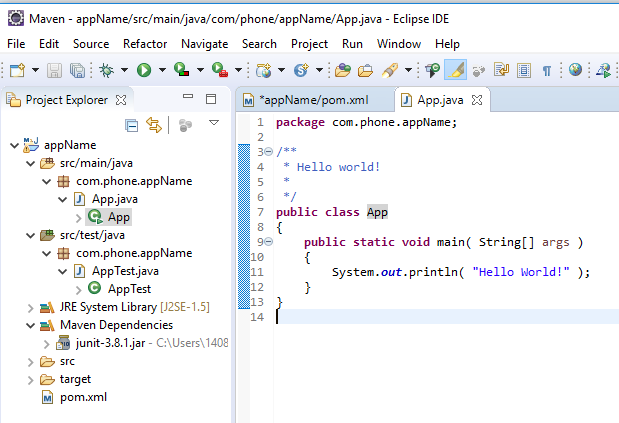 Maven - appName/src/main/java/com/phone/appName/App.java - Eclipse IDE
File Edit Source Refactor Navigate Search Project Run Window Help
Project Explorer
*appName/pom.xml
App.java
appName
src/main/java
com.phone.appName
App.java
App
src/test/java
com.phone.appName
AppTest.java
AppTest
JRE System Library [J2SE-1.5]
Maven Dependencies
junit-3.8.1.jar - C:\Users\1408
src
target
pom.xml
1 package com.phone.appName;
2
3 /**
4 * Hello world!
5 *
6 */
7 public class App
8 {
9 public static void main( String[] args )
10 {
11 System.out.println( "Hello World!" );
12 }
13 }
14